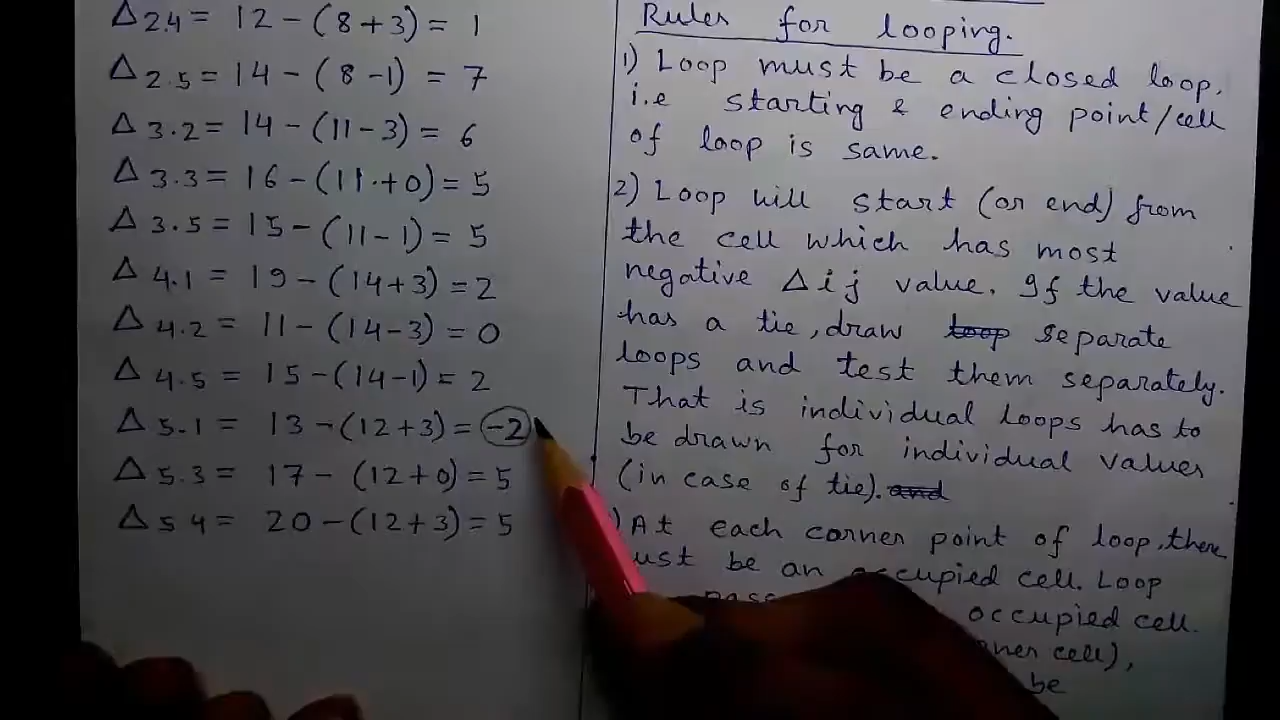 Δ2.4 = 12 - (8+3) = 1
Δ2.5 = 14 - (8-1) = 7
Δ3.2 = 14 - (11-3) = 6
Δ3.3 = 16 - (11+0) = 5
Δ3.5 = 15 - (11-1) = 5
Δ4.1 = 19 - (14+3) = 2
Δ4.2 = 11 - (14-3) = 0
Δ4.5 = 15 - (14-1) = 2
Δ5.1 = 13 - (12+3) = -2
Δ5.3 = 17 - (12+0) = 5
Δ54 = 20 - (12+3) = 5
Rules for looping.
1) Loop must be a closed loop,
i.e starting & ending point/cell
of loop is same.
2) Loop will start (or end) from
the cell which has most
negative Δij value. If the value
has a tie, draw loop separate
loops and test them separately.
That is individual loops has to
be drawn for individual values
(in case of tie). and
) At each corner point of loop, there
ust be an occupied cell. Loop
pass occupied cell.
ner cell),
be